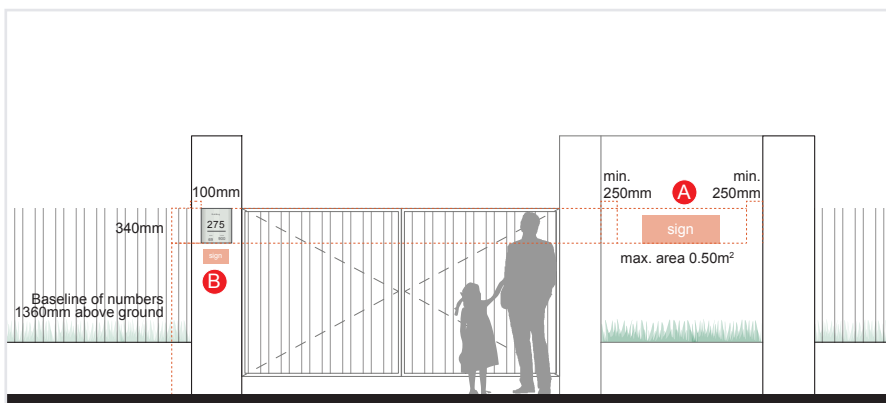 100mm
340mm
275
sign
B
Baseline of numbers
1360mm above ground
min.
250mm
A
min.
250mm
sign
max. area 0.50m²